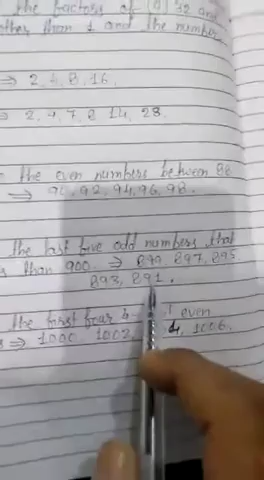 the factors of (a) 32 and
other than 1 and the number
⇒ 2, 4, 8, 16.
⇒ 2, 4, 7, 8 14, 28.
the even numbers between 88
⇒ 90, 92, 94, 96, 98.
the last five odd numbers that
than 900. ⇒ 899, 897, 895
893, 891.
the first four even
⇒ 1000 1002, 4, 1006.